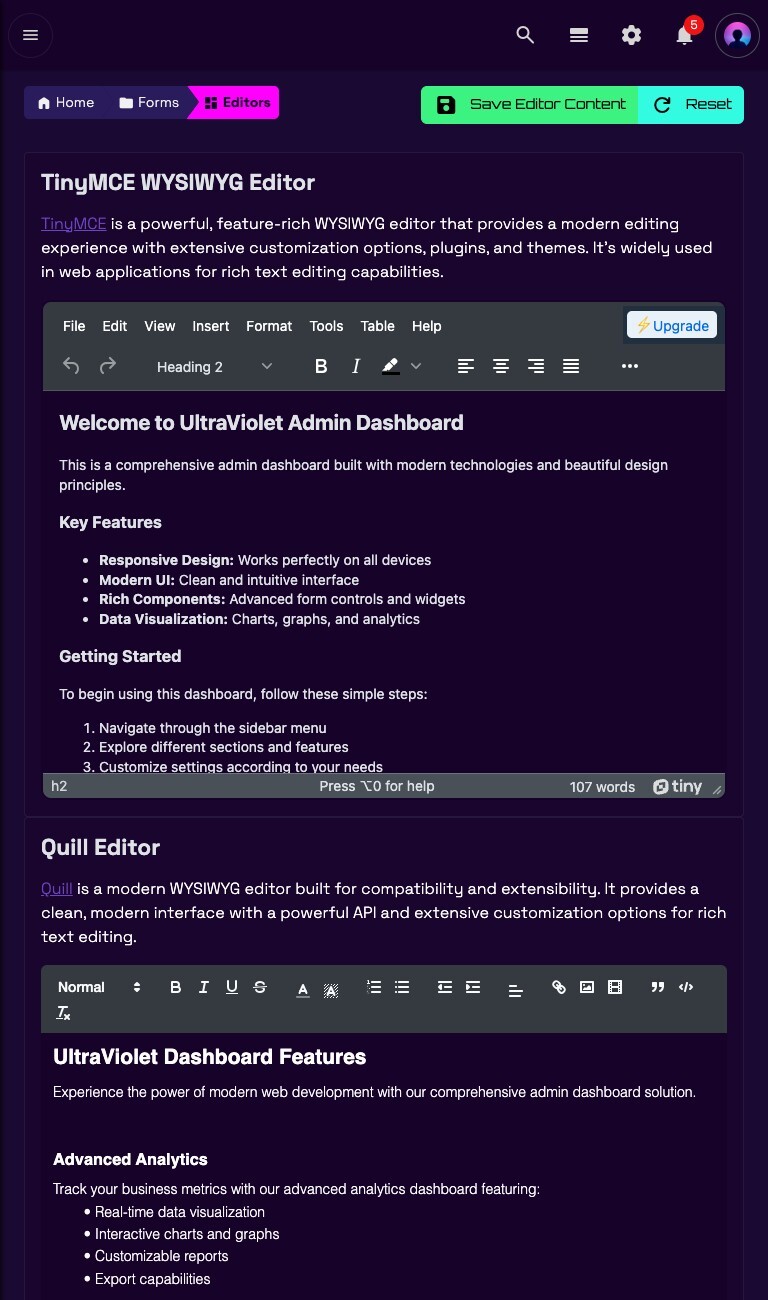 5
Home Forms Editors
Save Editor Content Reset
TinyMCE WYSIWYG Editor
TinyMCE is a powerful, feature-rich WYSIWYG editor that provides a modern editing
experience with extensive customization options, plugins, and themes. It's widely used
in web applications for rich text editing capabilities.
File Edit View Insert Format Tools Table Help ⚡Upgrade
Heading 2 B I
Welcome to UltraViolet Admin Dashboard
This is a comprehensive admin dashboard built with modern technologies and beautiful design
principles.
Key Features
• Responsive Design: Works perfectly on all devices
• Modern UI: Clean and intuitive interface
• Rich Components: Advanced form controls and widgets
• Data Visualization: Charts, graphs, and analytics
Getting Started
To begin using this dashboard, follow these simple steps:
1. Navigate through the sidebar menu
2. Explore different sections and features
3. Customize settings according to your needs
h2 Press ⌥0 for help 107 words tiny
Quill Editor
Quill is a modern WYSIWYG editor built for compatibility and extensibility. It provides a
clean, modern interface with a powerful API and extensive customization options for rich
text editing.
Normal B I U S A A
Tx
UltraViolet Dashboard Features
Experience the power of modern web development with our comprehensive admin dashboard solution.
Advanced Analytics
Track your business metrics with our advanced analytics dashboard featuring:
• Real-time data visualization
• Interactive charts and graphs
• Customizable reports
• Export capabilities